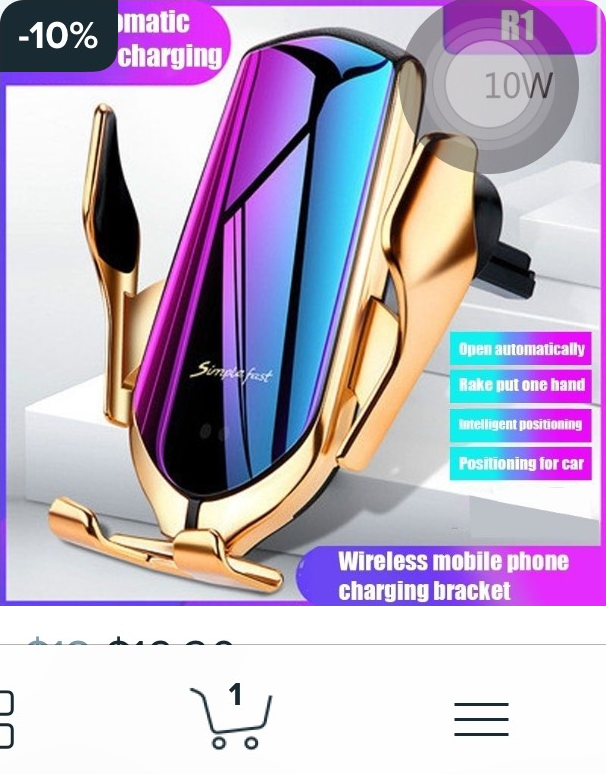 -10%
omatic
charging
R1
10W
Simple fast
Open automatically
Rake put one hand
Intelligent positioning
Positioning for car
Wireless mobile phone
charging bracket
1